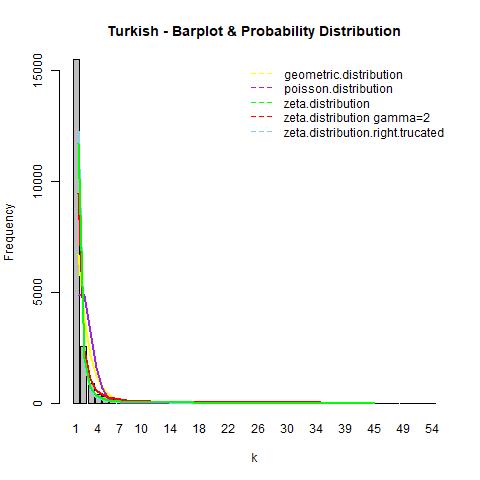 Turkish - Barplot & Probability Distribution
geometric.distribution
poisson.distribution
zeta.distribution
zeta.distribution gamma=2
zeta.distribution.right.trucated
Frequency
15000
10000
5000
0
1 4 7 10 14 18 22 26 30 34 39 45 49 54
k